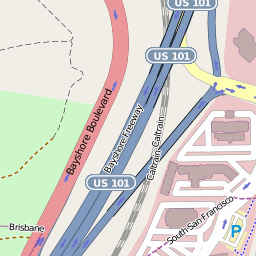 US 101
US 101
Bayshore Boulevard
Bayshore Freeway
Caltrain Caltrain
US 101
South San Francisco
Brisbane
P